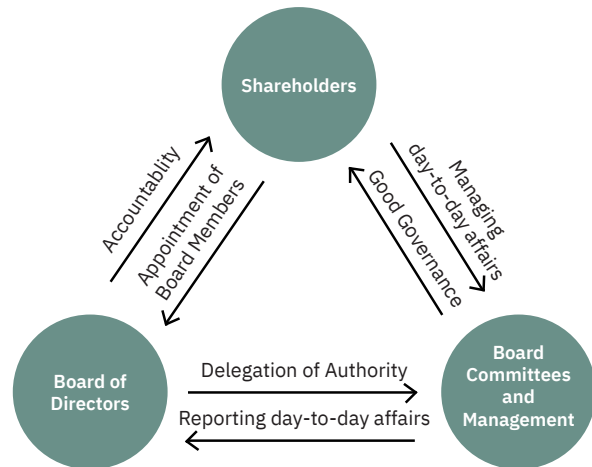 Shareholders
Accountablity
Appointment of
Board Members
Good Governance
Managing
day-to-day affairs
Board of
Directors
Delegation of Authority
Reporting day-to-day affairs
Board
Committees
and
Management